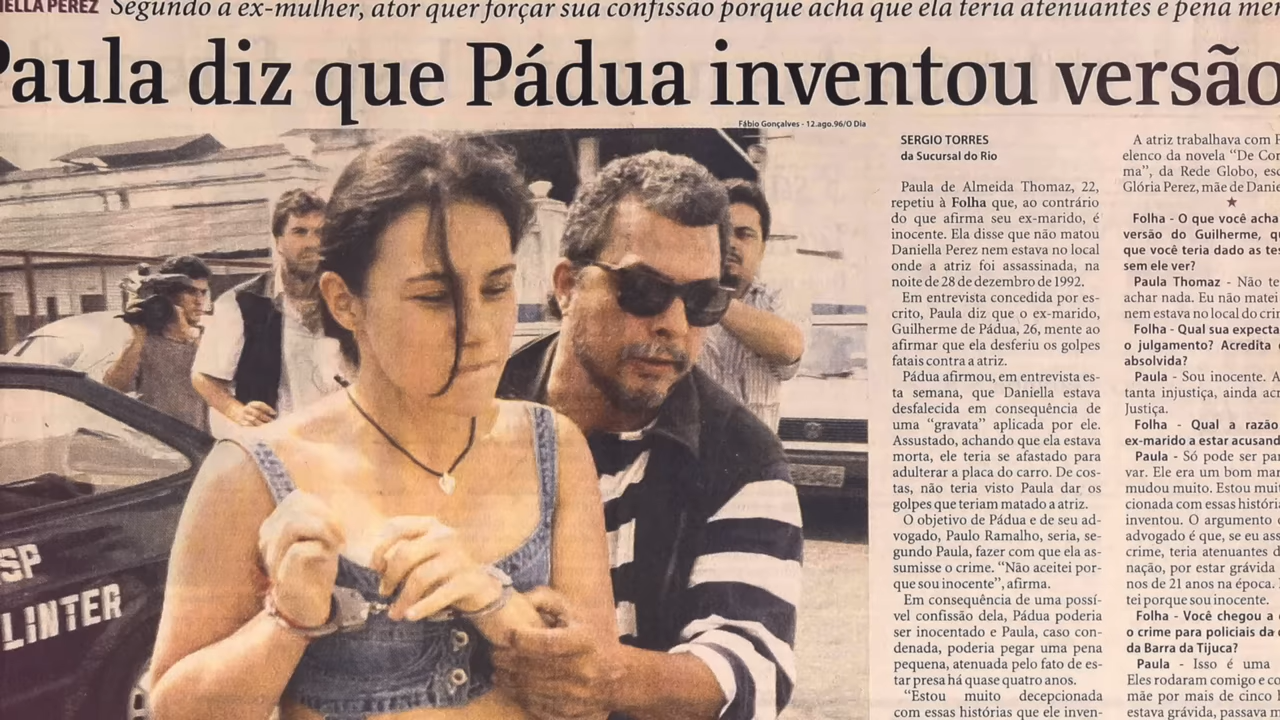 IELLA PEREZ Segundo a ex-mulher, ator quer forçar sua confissão porque acha que ela teria atenuantes e pena men
Paula diz que Pádua inventou versão
Fábio Gonçalves - 12.ago.96/O Dia
SP
LINTER
SERGIO TORRES
da Sucursal do Rio
Paula de Almeida Thomaz, 22,
repetiu à Folha que, ao contrário
do que afirma seu ex-marido, é
inocente. Ela disse que não matou
Daniella Perez nem estava no local
onde a atriz foi assassinada, na
noite de 28 de dezembro de 1992.
Em entrevista concedida por es-
crito, Paula diz que o ex-marido,
Guilherme de Pádua, 26, mente ao
afirmar que ela desferiu os golpes
fatais contra a atriz.
Pádua afirmou, em entrevista es-
ta semana, que Daniella estava
desfalecida em consequência de
uma “gravata” aplicada por ele.
Assustado, achando que ela estava
morta, ele teria se afastado para
adulterar a placa do carro. De cos-
tas, não teria visto Paula dar os
golpes que teriam matado a atriz.
O objetivo de Pádua e de seu ad-
vogado, Paulo Ramalho, seria, se-
gundo Paula, fazer com que ela as-
sumisse o crime. “Não aceitei por-
que sou inocente”, afirma.
Em consequência de uma possí-
vel confissão dela, Pádua poderia
ser inocentado e Paula, caso con-
denada, poderia pegar uma pena
pequena, atenuada pelo fato de es-
tar presa há quase quatro anos.
“Estou muito decepcionada
com essas histórias que ele inven-
A atriz trabalhava com P
elenco da novela “De Cor
ma”, da Rede Globo, esc
Glória Perez, mãe de Dani
Folha - O que você acha
versão do Guilherme, qu
que você teria dado as tes
sem ele ver?
Paula Thomaz - Não te
achar nada. Eu não matei
nem estava no local do crin
Folha - Qual sua expecta
o julgamento? Acredita
absolvida?
Paula - Sou inocente. A
tanta injustiça, ainda acr
Justiça.
Folha - Qual a razão
ex-marido a estar acusand
Paula - Só pode ser par
var. Ele era um bom mar
mudou muito. Estou muit
cionada com essas história
inventou. O argumento
advogado é que, se eu ass
crime, teria atenuantes d
nação, por estar grávida
nos de 21 anos na época.
tei porque sou inocente.
Folha - Você chegou a
o crime para policiais da
da Barra da Tijuca?
Paula - Isso é uma
Eles rodaram comigo e co
mãe por mais de cinco
estava grávida, passava m